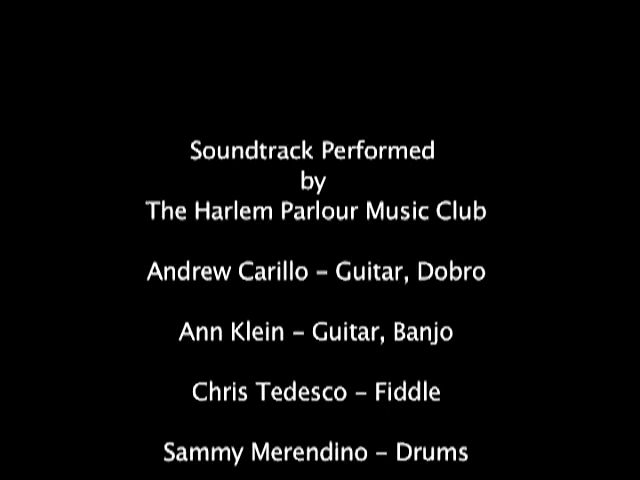 Soundtrack Performed
by
The Harlem Parlour Music Club
Andrew Carillo – Guitar, Dobro
Ann Klein – Guitar, Banjo
Chris Tedesco – Fiddle
Sammy Merendino – Drums